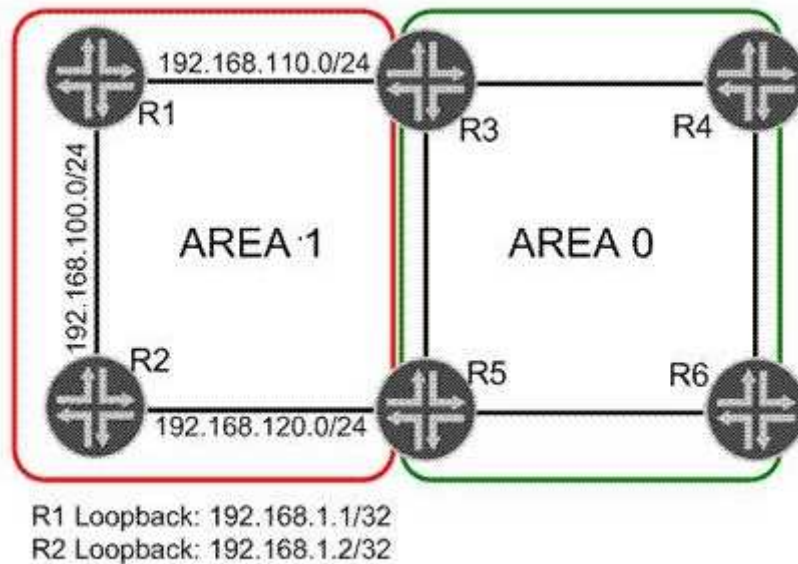 192.168.110.0/24
R1
R3
R4
192.168.100.0/24
AREA 1
AREA 0
R2
R5
R6
192.168.120.0/24
R1 Loopback: 192.168.1.1/32
R2 Loopback: 192.168.1.2/32